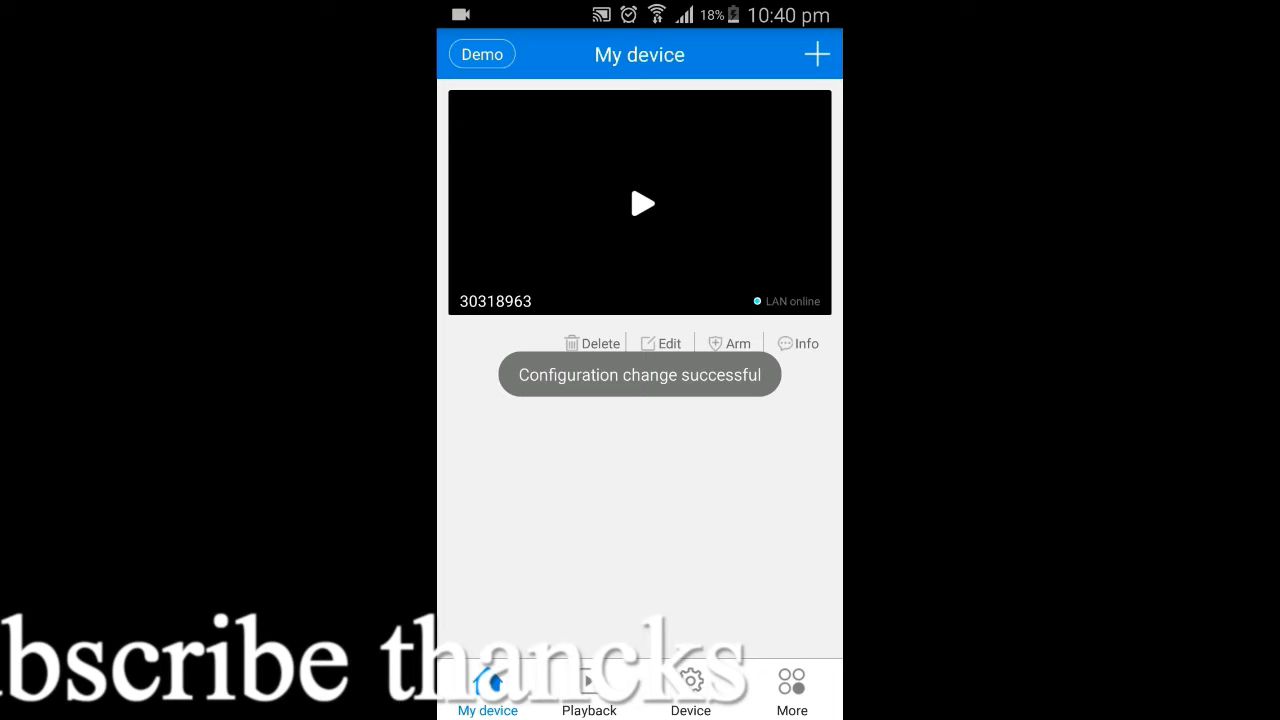 18% 10:40 pm
Demo My device
30318963 LAN online
Delete Edit Arm Info
Configuration change successful
bscribe thancks
My device Playback Device More